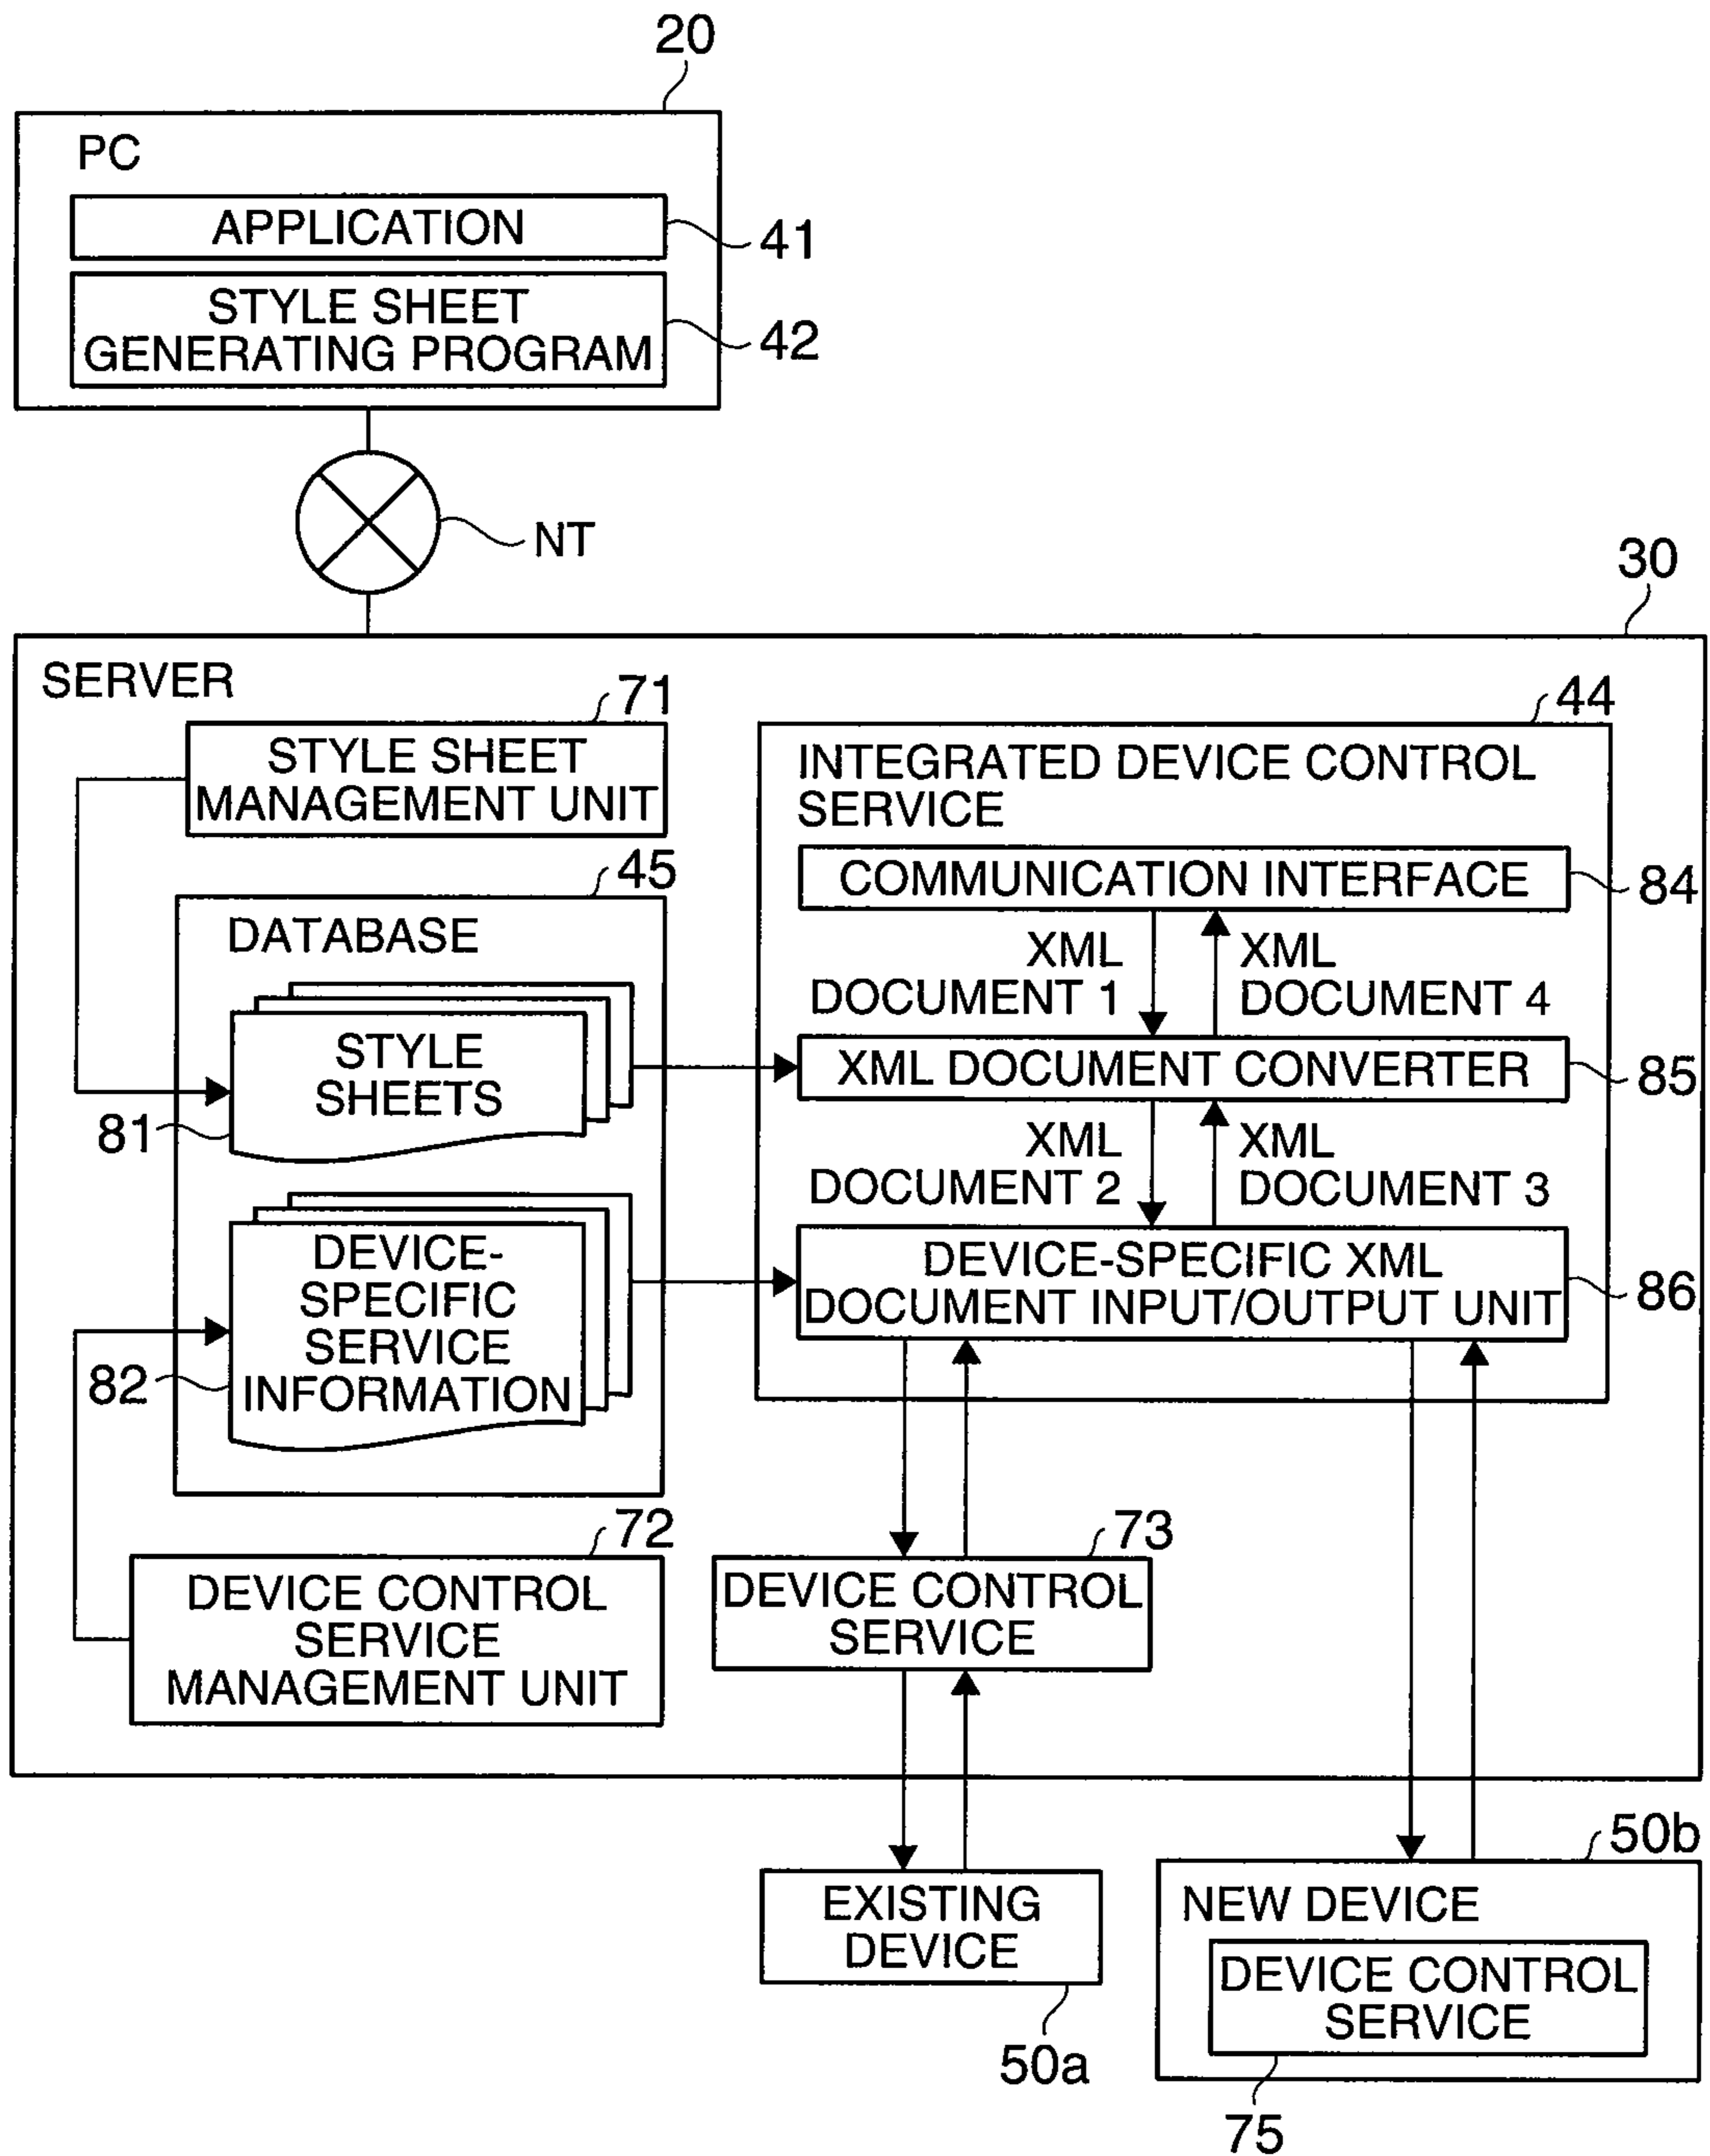 20
PC
APPLICATION
41
STYLE SHEET
GENERATING PROGRAM
42
NT
30
SERVER
71
STYLE SHEET
MANAGEMENT UNIT
45
DATABASE
STYLE
SHEETS
81
DEVICE-
SPECIFIC
SERVICE
INFORMATION
82
72
DEVICE CONTROL
SERVICE
MANAGEMENT UNIT
44
INTEGRATED DEVICE CONTROL
SERVICE
COMMUNICATION INTERFACE
84
XML
DOCUMENT 1
XML
DOCUMENT 4
XML DOCUMENT CONVERTER
85
XML
DOCUMENT 2
XML
DOCUMENT 3
DEVICE-SPECIFIC XML
DOCUMENT INPUT/OUTPUT UNIT
86
73
DEVICE CONTROL
SERVICE
EXISTING
DEVICE
50a
50b
NEW DEVICE
DEVICE CONTROL
SERVICE
75